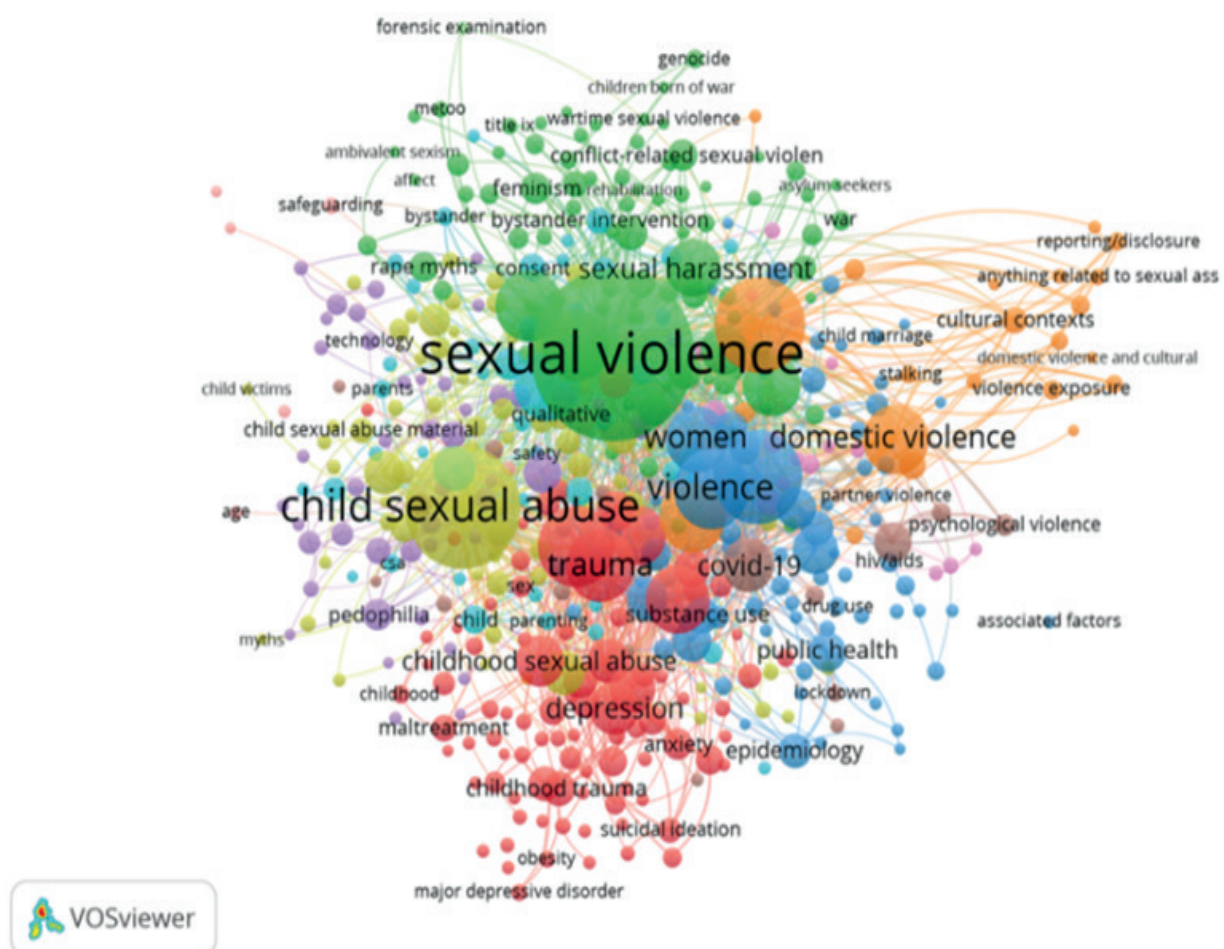 forensic examination
genocide
children born of war
metoo
title ix
wartime sexual violence
ambivalent sexism
conflict-related sexual violen
affect
feminism
rehabilitation
asylum seekers
safeguarding
bystander
bystander intervention
war
reporting/disclosure
rape myths
consent
sexual harassment
anything related to sexual ass
cultural contexts
technology
child marriage
sexual violence
domestic violence and cultural
stalking
child victims
parents
violence exposure
qualitative
child sexual abuse material
women
domestic violence
safety
violence
partner violence
age
child sexual abuse
psychological violence
csa
trauma
covid-19
hiv/aids
sex
pedophilia
child
parenting
substance use
drug use
associated factors
myths
public health
childhood sexual abuse
childhood
lockdown
depression
maltreatment
anxiety
epidemiology
childhood trauma
suicidal ideation
obesity
major depressive disorder
VOSviewer